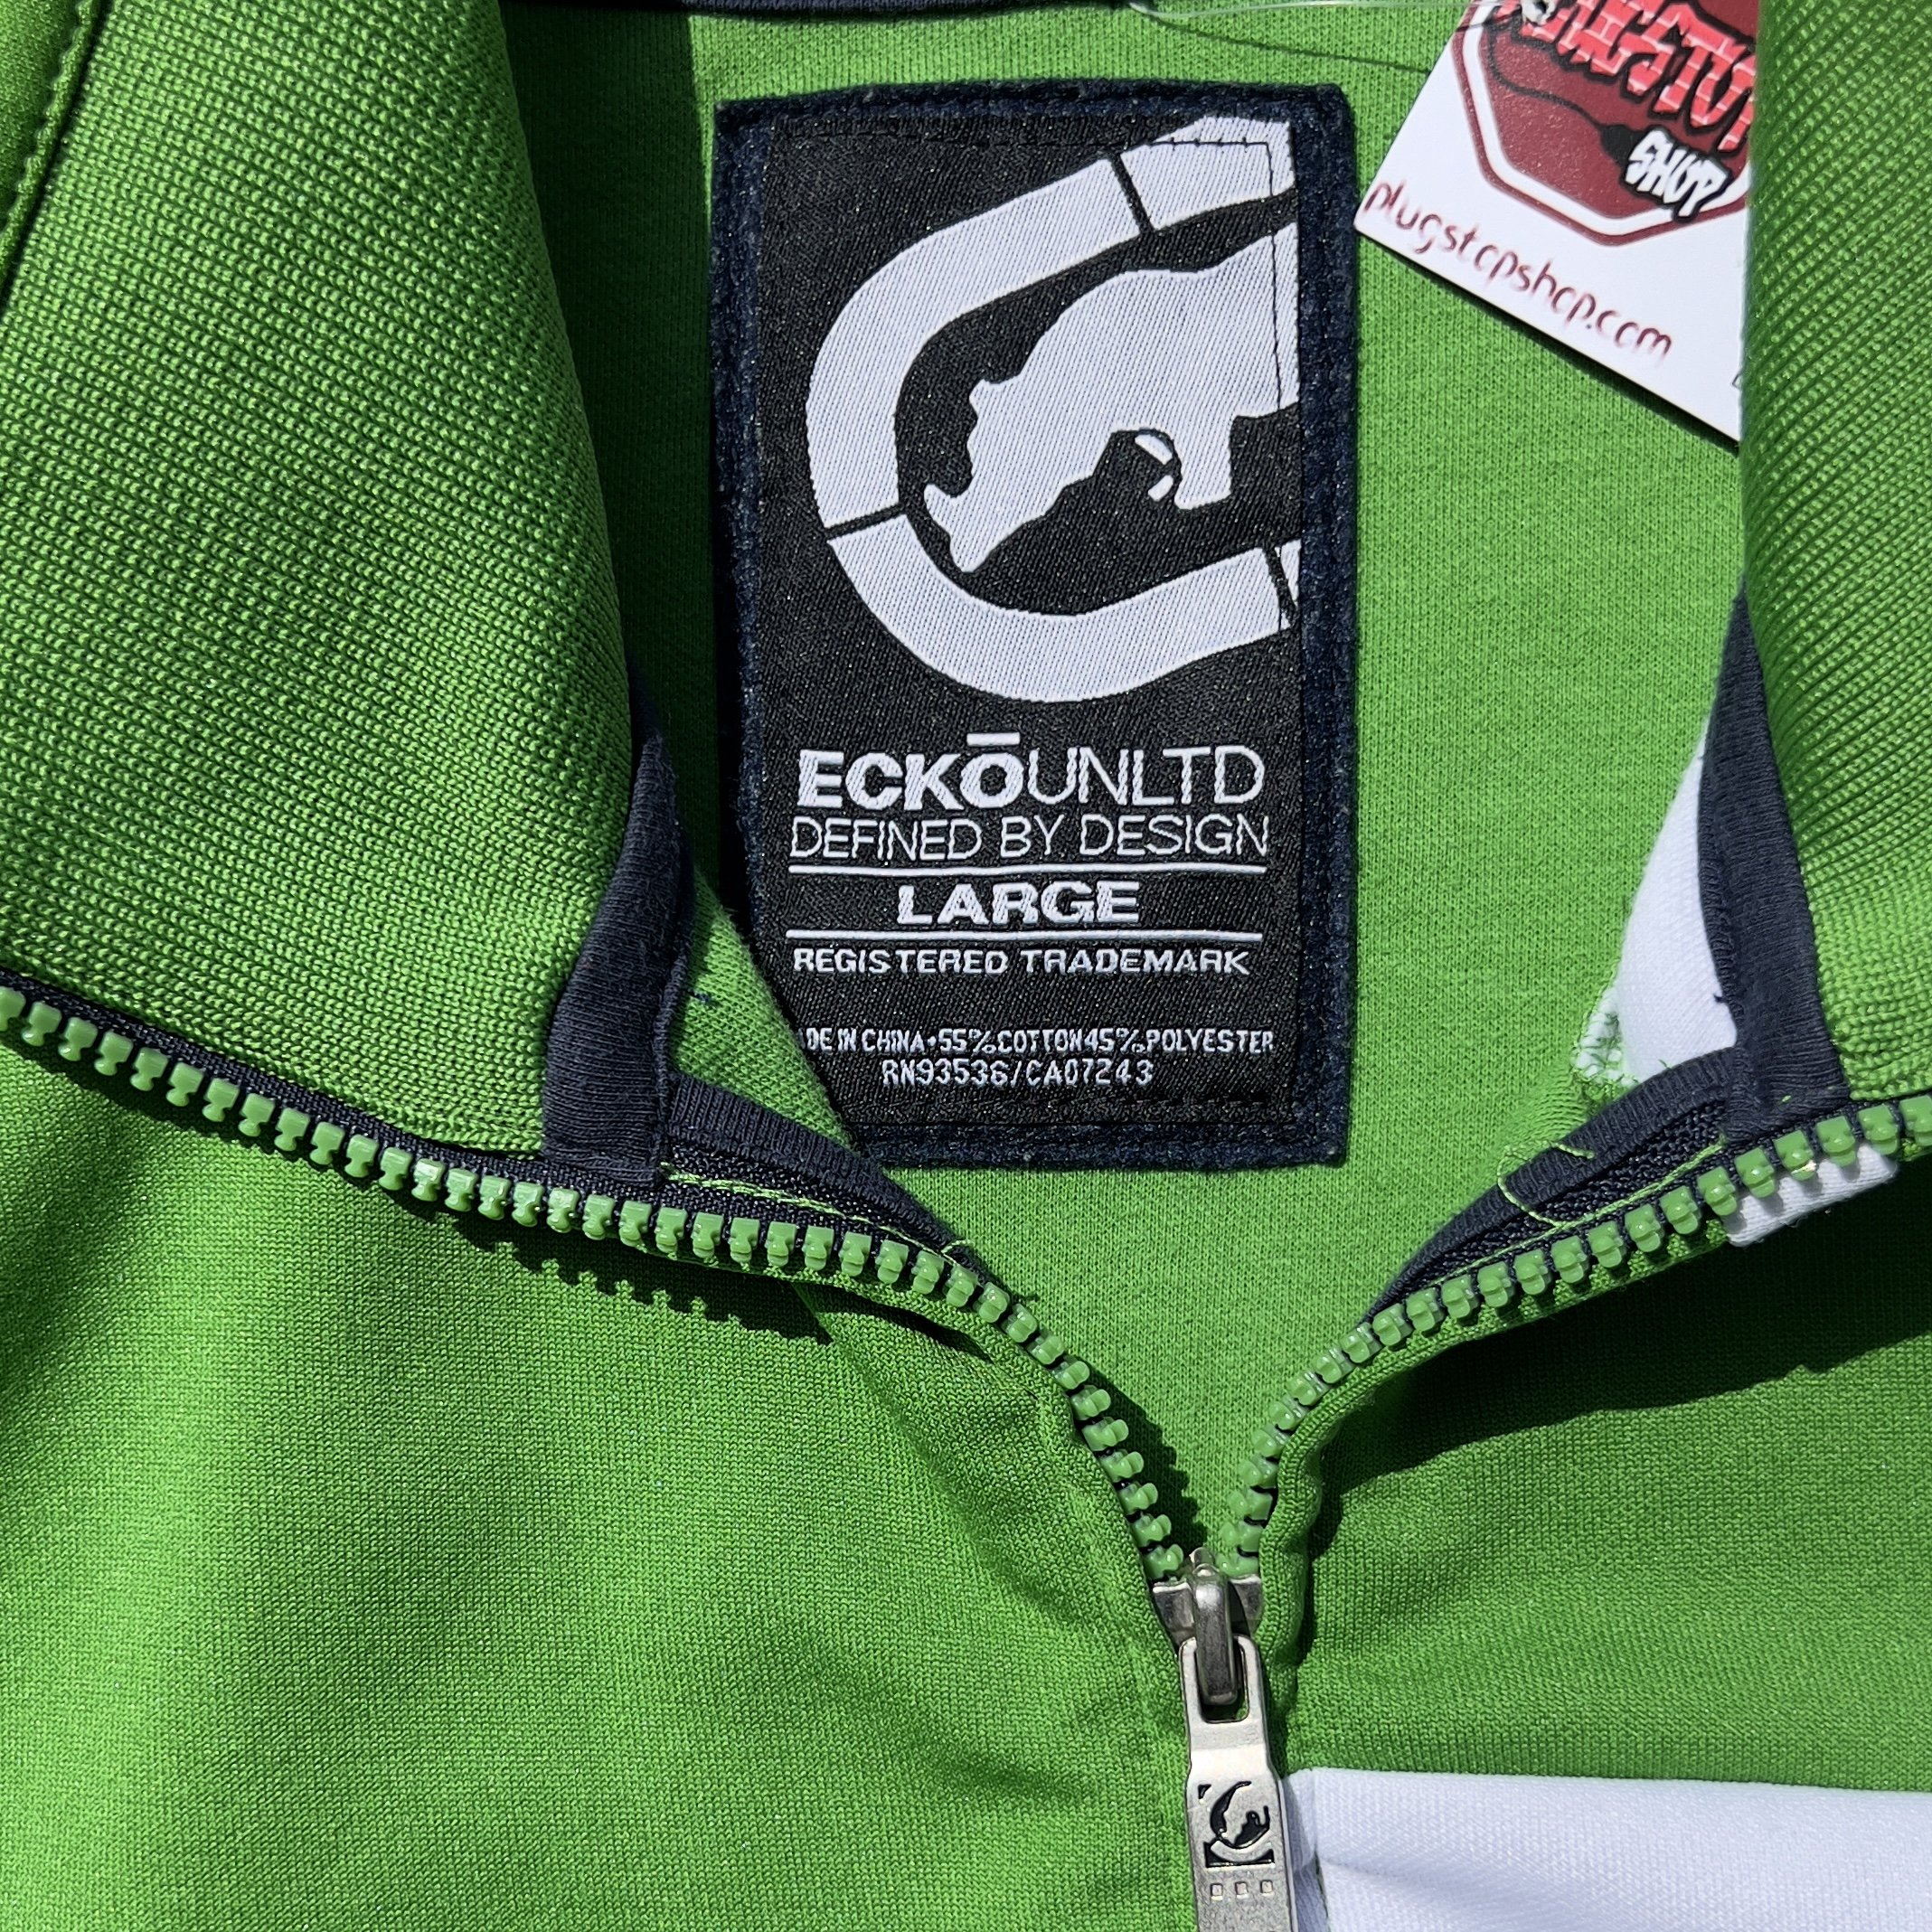 SHOP
plugstopshop.com
ECKŌUNLTD
DEFINED BY DESIGN
LARGE
REGISTERED TRADEMARK
DE IN CHINA•55%COTTON45%POLYESTER
RN93536/CA07243